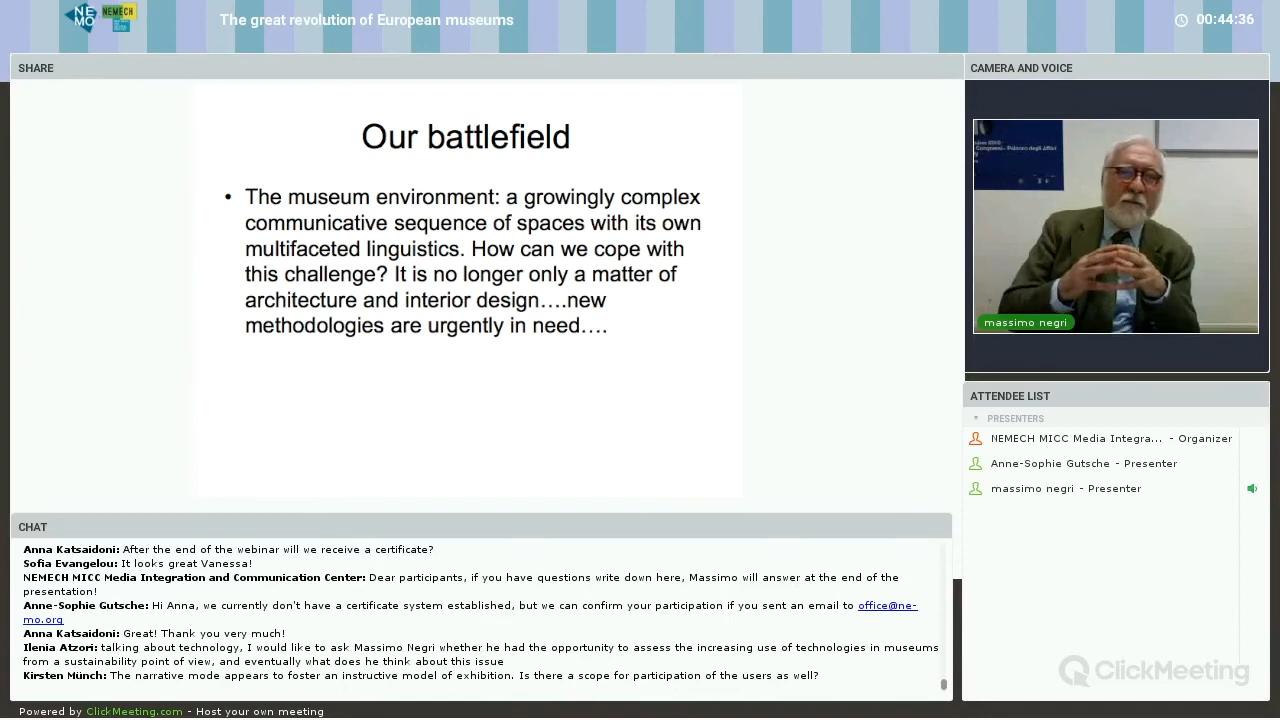 NE
MO
NEMECH
The great revolution of European museums
00:44:36
SHARE
CAMERA AND VOICE
Our battlefield
• The museum environment: a growingly complex
communicative sequence of spaces with its own
multifaceted linguistics. How can we cope with
this challenge? It is no longer only a matter of
architecture and interior design….new
methodologies are urgently in need….
Congressi - Palazzo degli Affari
massimo negri
ATTENDEE LIST
PRESENTERS
NEMECH MICC Media Integra... - Organizer
Anne-Sophie Gutsche - Presenter
massimo negri - Presenter
CHAT
Anna Katsaidoni: After the end of the webinar will we receive a certificate?
Sofia Evangelou: It looks great Vanessa!
NEMECH MICC Media Integration and Communication Center: Dear participants, if you have questions write down here, Massimo will answer at the end of the
presentation!
Anne-Sophie Gutsche: Hi Anna, we currently don't have a certificate system established, but we can confirm your participation if you sent an email to office@ne-
mo.org
Anna Katsaidoni: Great! Thank you very much!
Ilenia Atzori: talking about technology, I would like to ask Massimo Negri whether he had the opportunity to assess the increasing use of technologies in museums
from a sustainability point of view, and eventually what does he think about this issue
Kirsten Münch: The narrative mode appears to foster an instructive model of exhibition. Is there a scope for participation of the users as well?
ClickMeeting
Powered by ClickMeeting.com - Host your own meeting